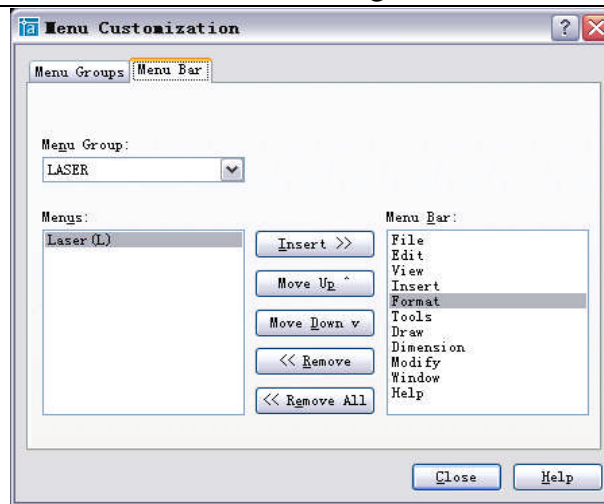 Menu Customization
Menu Groups Menu Bar
Menu Group:
LASER
Menus:
Laser(L)
Insert >>
Move Up ^
Move Down v
<< Remove
<< Remove All
Menu Bar:
File
Edit
View
Insert
Format
Tools
Draw
Dimension
Modify
Window
Help
Close
Help